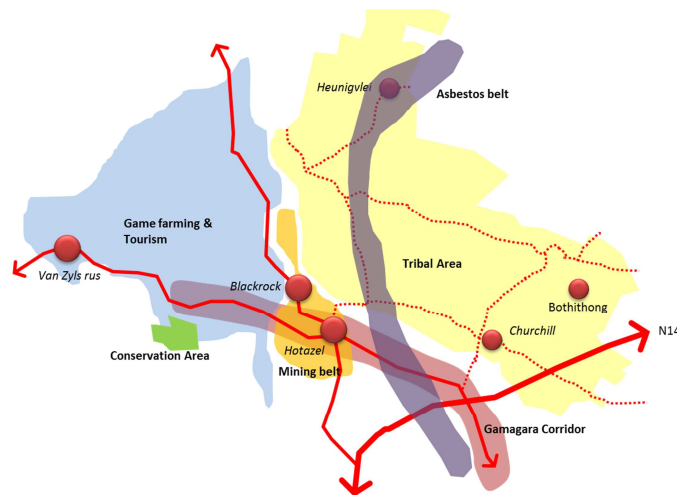 Heunigvlei
Asbestos belt
Game farming &
Tourism
Tribal Area
Van Zyls rus
Blackrock
Bothithong
Churchill
N14
Conservation Area
Hotazel
Mining belt
Gamagara Corridor